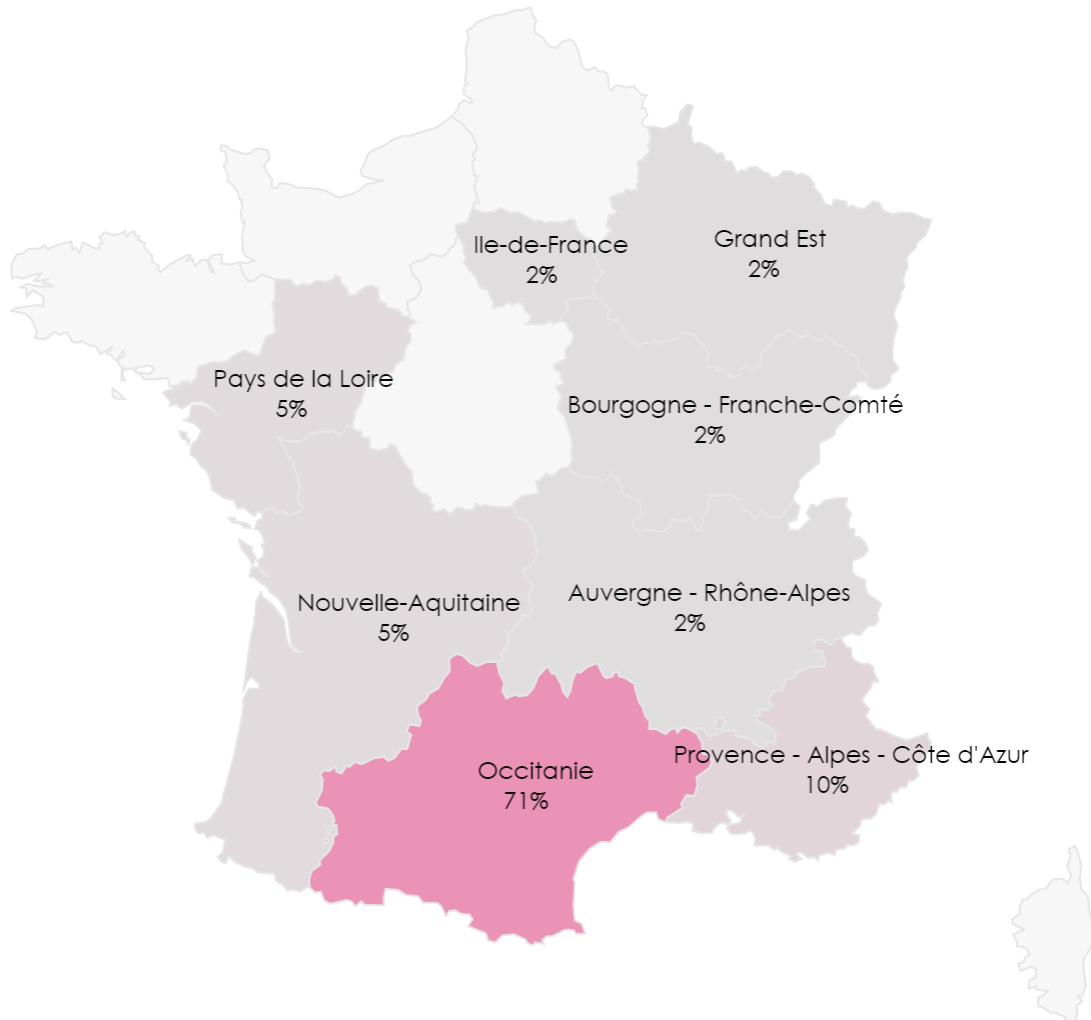 Ile-de-France
2%
Grand Est
2%
Pays de la Loire
5%
Bourgogne - Franche-Comté
2%
Nouvelle-Aquitaine
5%
Auvergne - Rhône-Alpes
2%
Occitanie
71%
Provence - Alpes - Côte d'Azur
10%